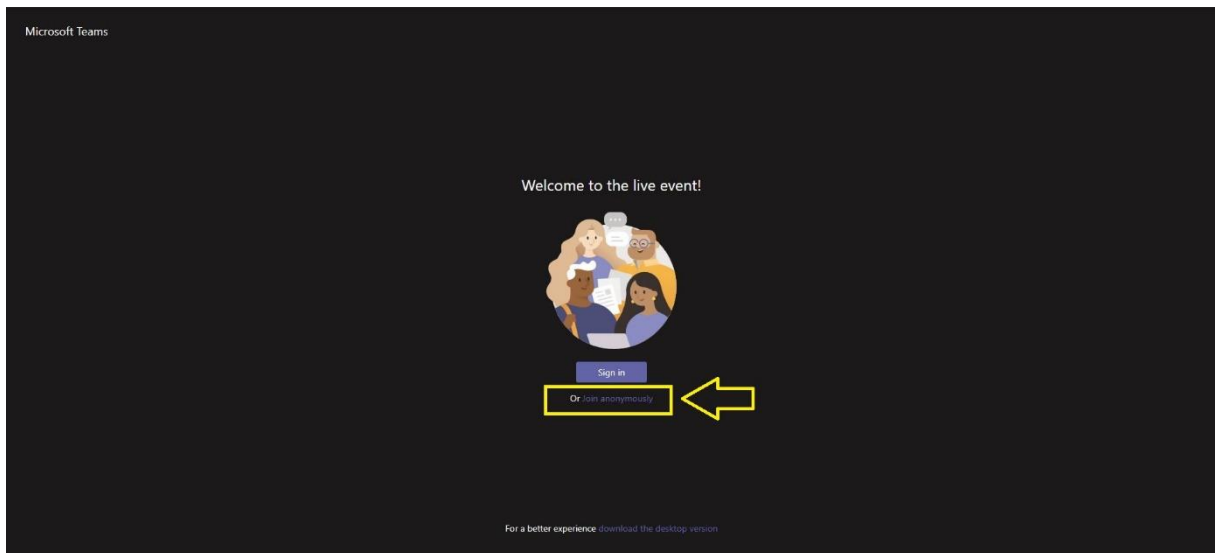 Microsoft Teams
Welcome to the live event!
Sign in
Or Join anonymously
For a better experience download the desktop version